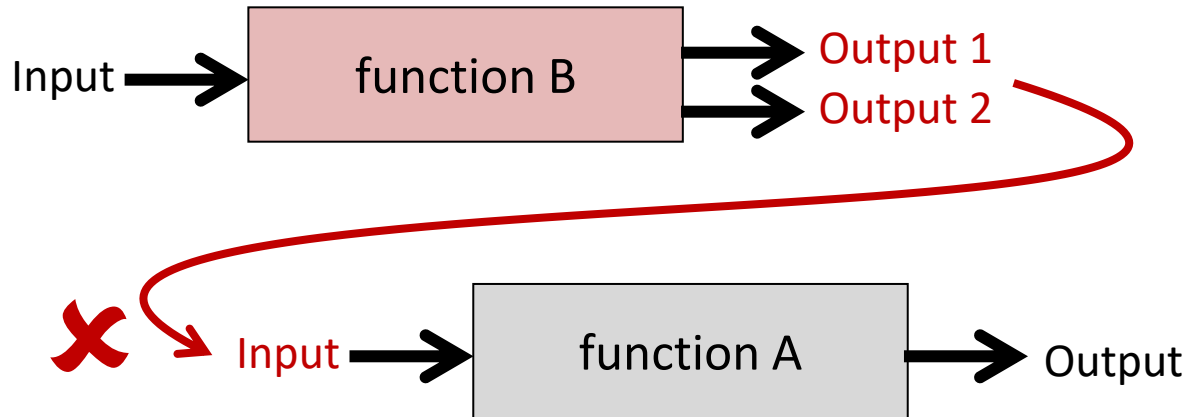 Input
function B
Output 1
Output 2
Input
function A
Output